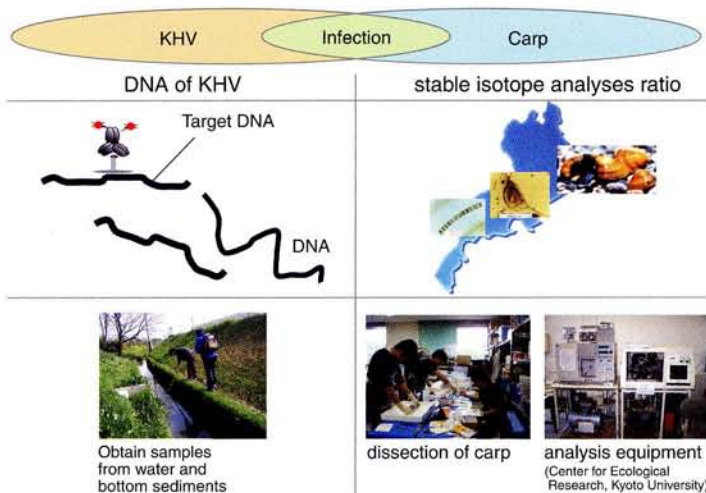 KHV
Infection
Carp
DNA of KHV
stable isotope analyses ratio
Target DNA
DNA
Obtain samples
from water and
bottom sediments
dissection of carp
analysis equipment
(Center for Ecological
Research, Kyoto University)